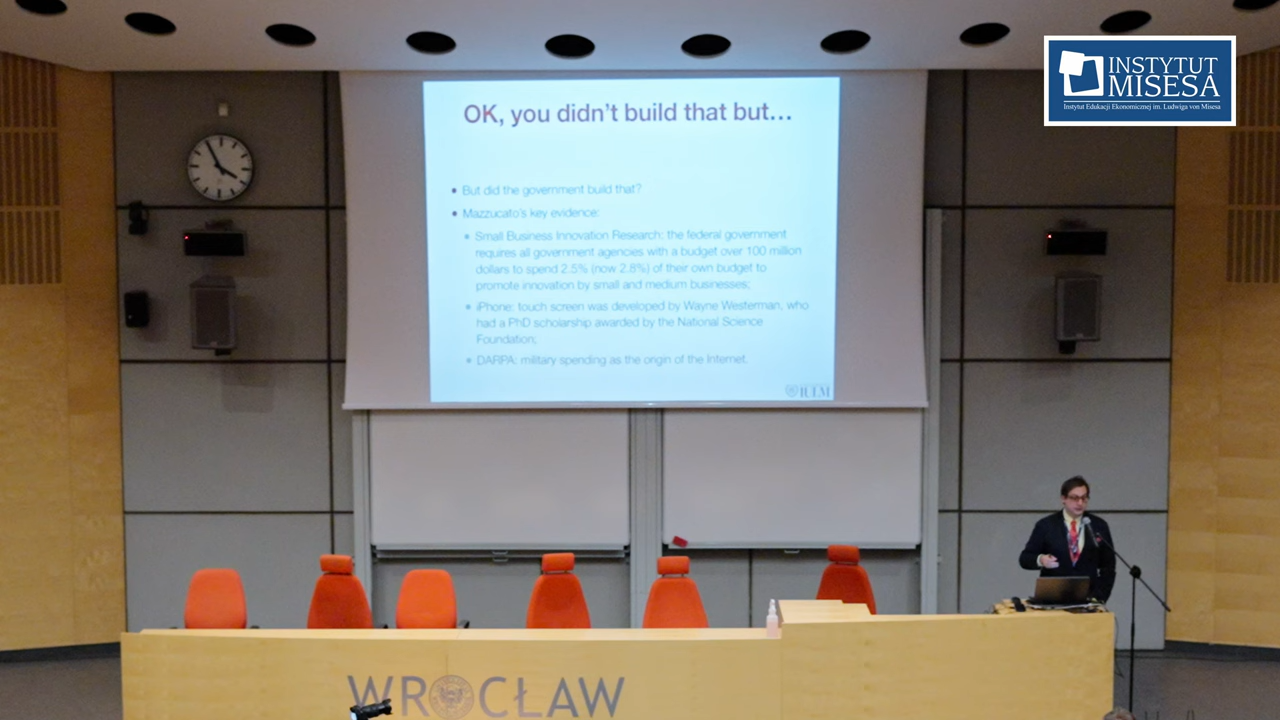 INSTYTUT
MISESA
Instytut Edukacji Ekonomicznej im. Ludwiga von Misesa
OK, you didn't build that but...
• But did the government build that?
• Mazzucato's key evidence:
• Small Business Innovation Research: the federal government
requires all government agencies with a budget over 100 million
dollars to spend 2.5% (now 2.8%) of their own budget to
promote innovation by small and medium businesses;
• iPhone: touch screen was developed by Wayne Westerman, who
had a PhD scholarship awarded by the National Science
Foundation;
• DARPA: military spending as the origin of the Internet.
IULM
WROCŁAW